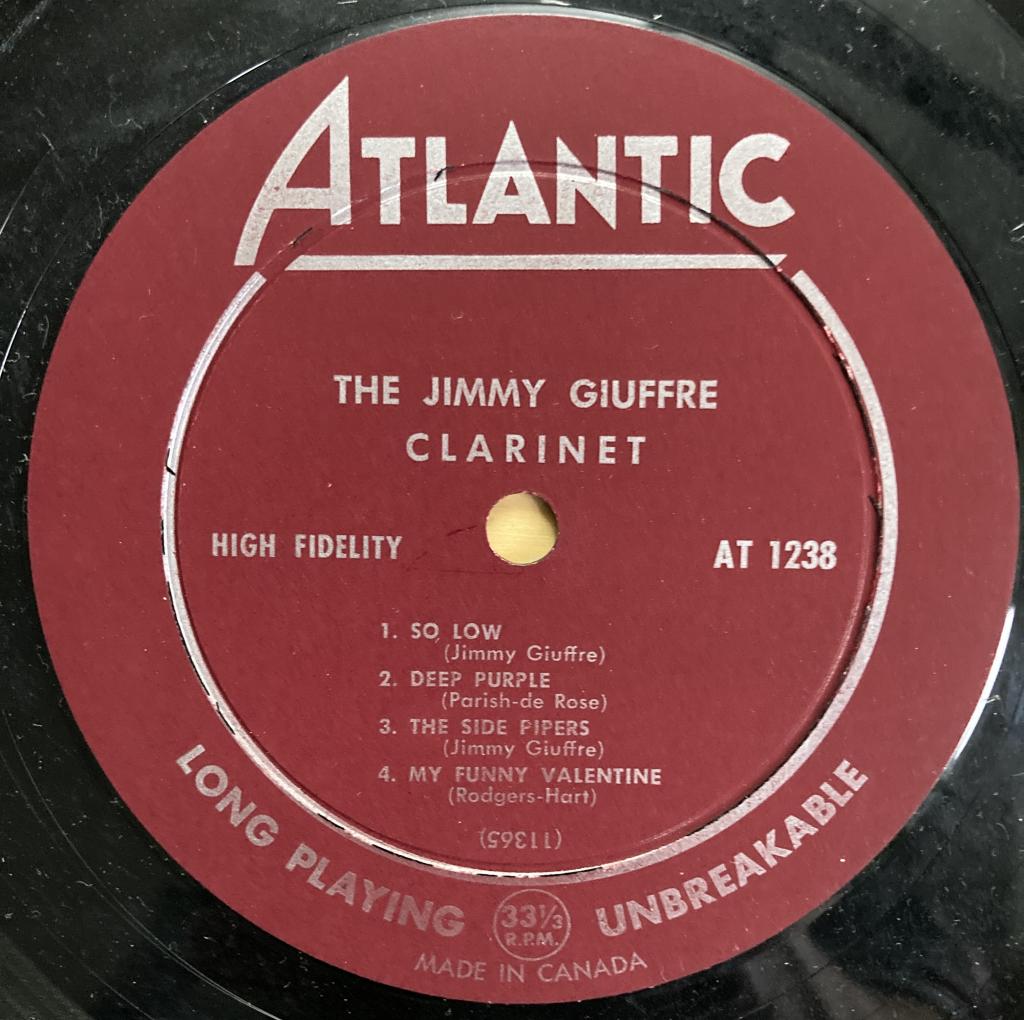 ATLANTIC
THE JIMMY GIUFFRE
CLARINET
HIGH FIDELITY
AT 1238
1. SO LOW
(Jimmy Giuffre)
2. DEEP PURPLE
(Parish-de Rose)
3. THE SIDE PIPERS
(Jimmy Giuffre)
4. MY FUNNY VALENTINE
(Rodgers-Hart)
(11365)
LONG PLAYING
33⅓
R.P.M.
UNBREAKABLE
MADE IN CANADA